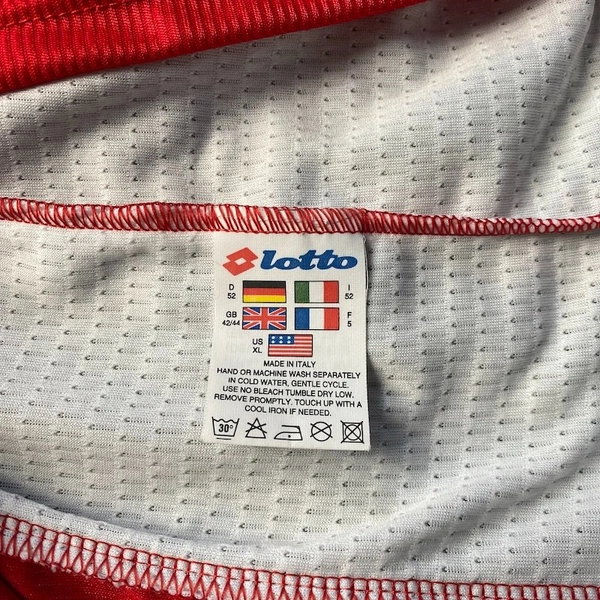 lotto
D 52 I 52
GB 42/44 F 5
US XL
MADE IN ITALY
HAND OR MACHINE WASH SEPARATELY
IN COLD WATER, GENTLE CYCLE.
USE NO BLEACH TUMBLE DRY LOW.
REMOVE PROMPTLY. TOUCH UP WITH A
COOL IRON IF NEEDED.
30°